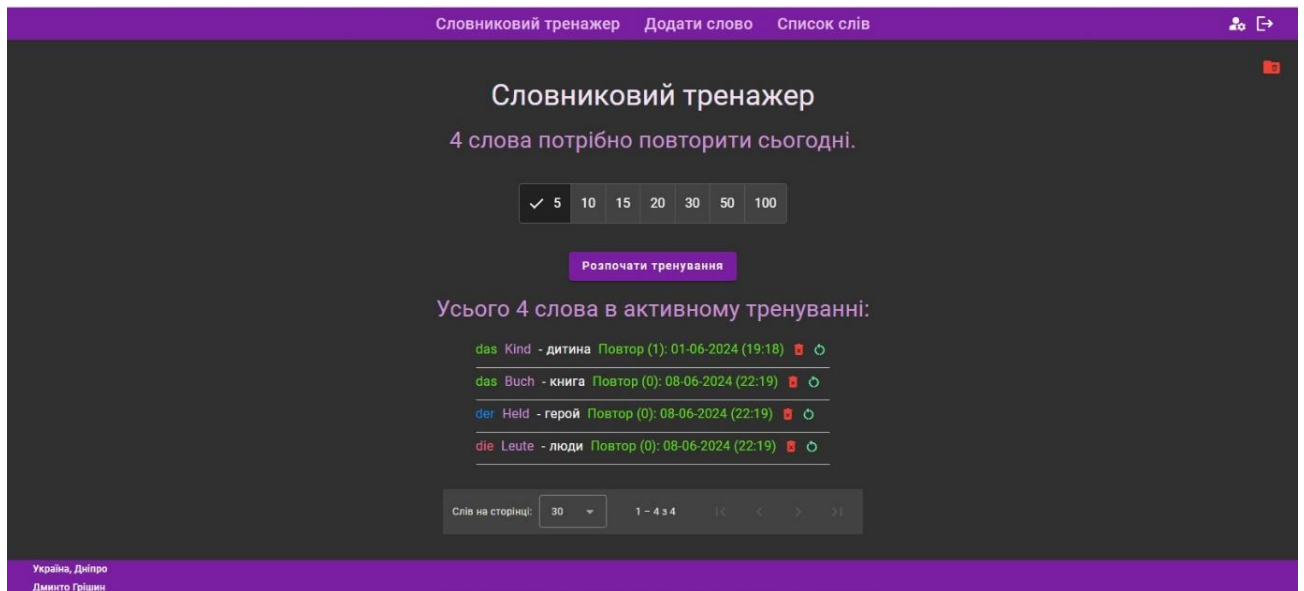 Словниковий тренажер Додати слово Список слів
Словниковий тренажер
4 слова потрібно повторити сьогодні.
5 10 15 20 30 50 100
Розпочати тренування
Усього 4 слова в активному тренуванні:
das Kind - дитина Повтор (1): 01-06-2024 (19:18)
das Buch - книга Повтор (0): 08-06-2024 (22:19)
der Held - герой Повтор (0): 08-06-2024 (22:19)
die Leute - люди Повтор (0): 08-06-2024 (22:19)
Слів на сторінці: 30 1 – 4 з 4
Україна, Дніпро
Дминто Грішин